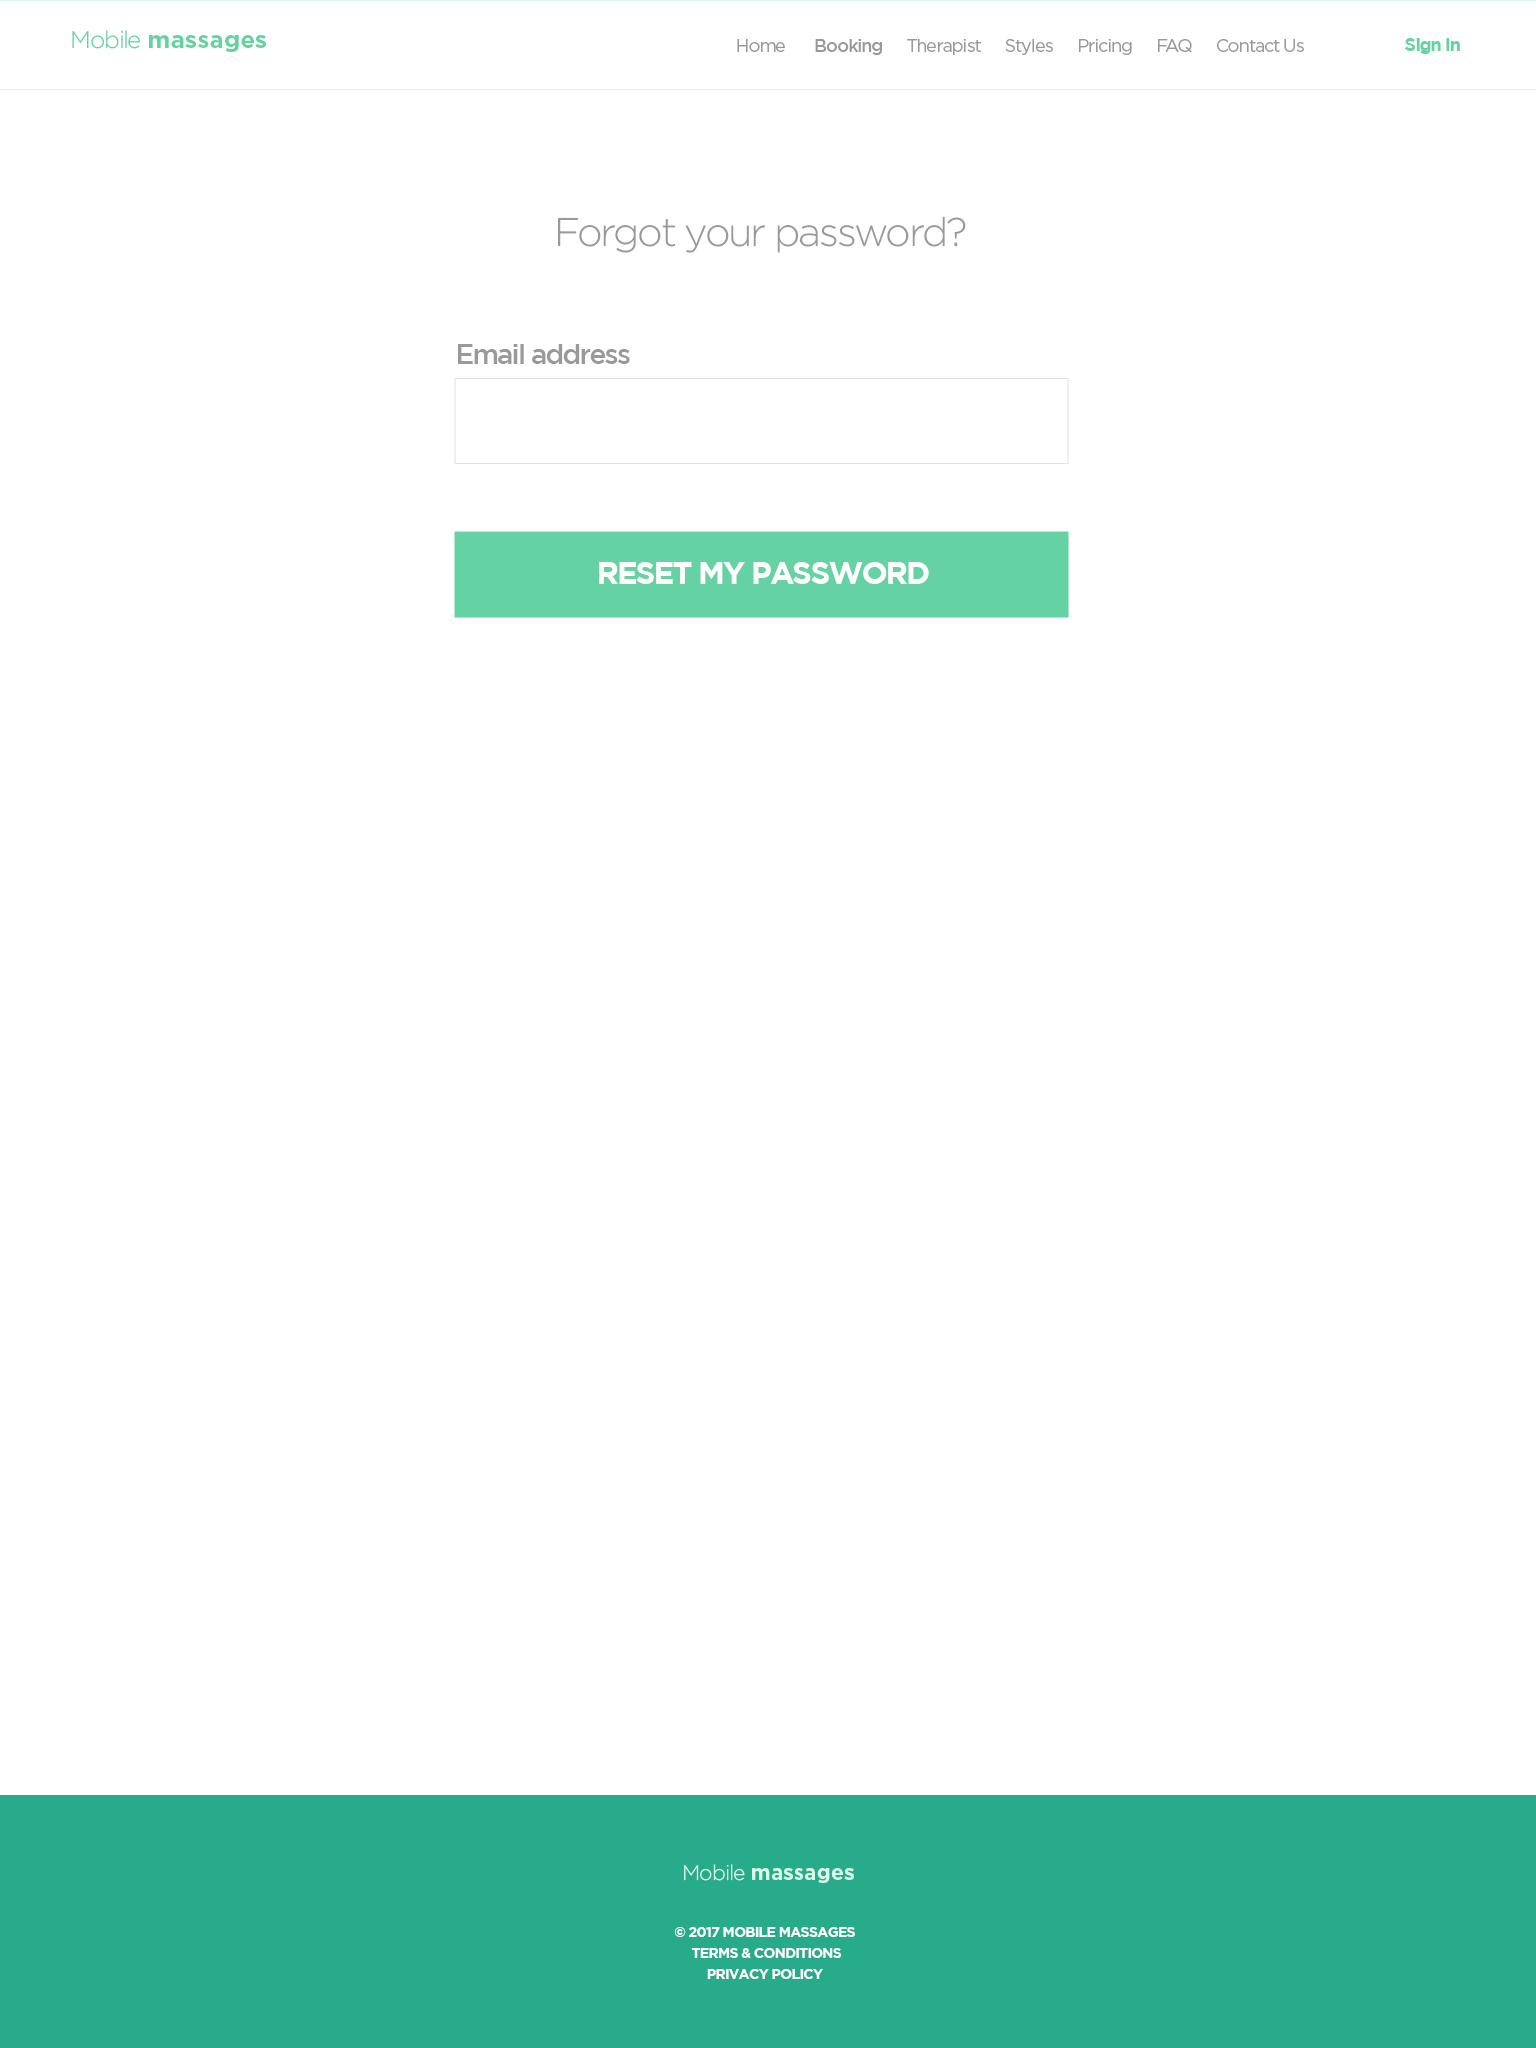 Mobile massages
Home Booking Therapist Styles Pricing FAQ Contact Us Sign In
Forgot your password?
Email address
RESET MY PASSWORD
Mobile massages
© 2017 MOBILE MASSAGES
TERMS & CONDITIONS
PRIVACY POLICY